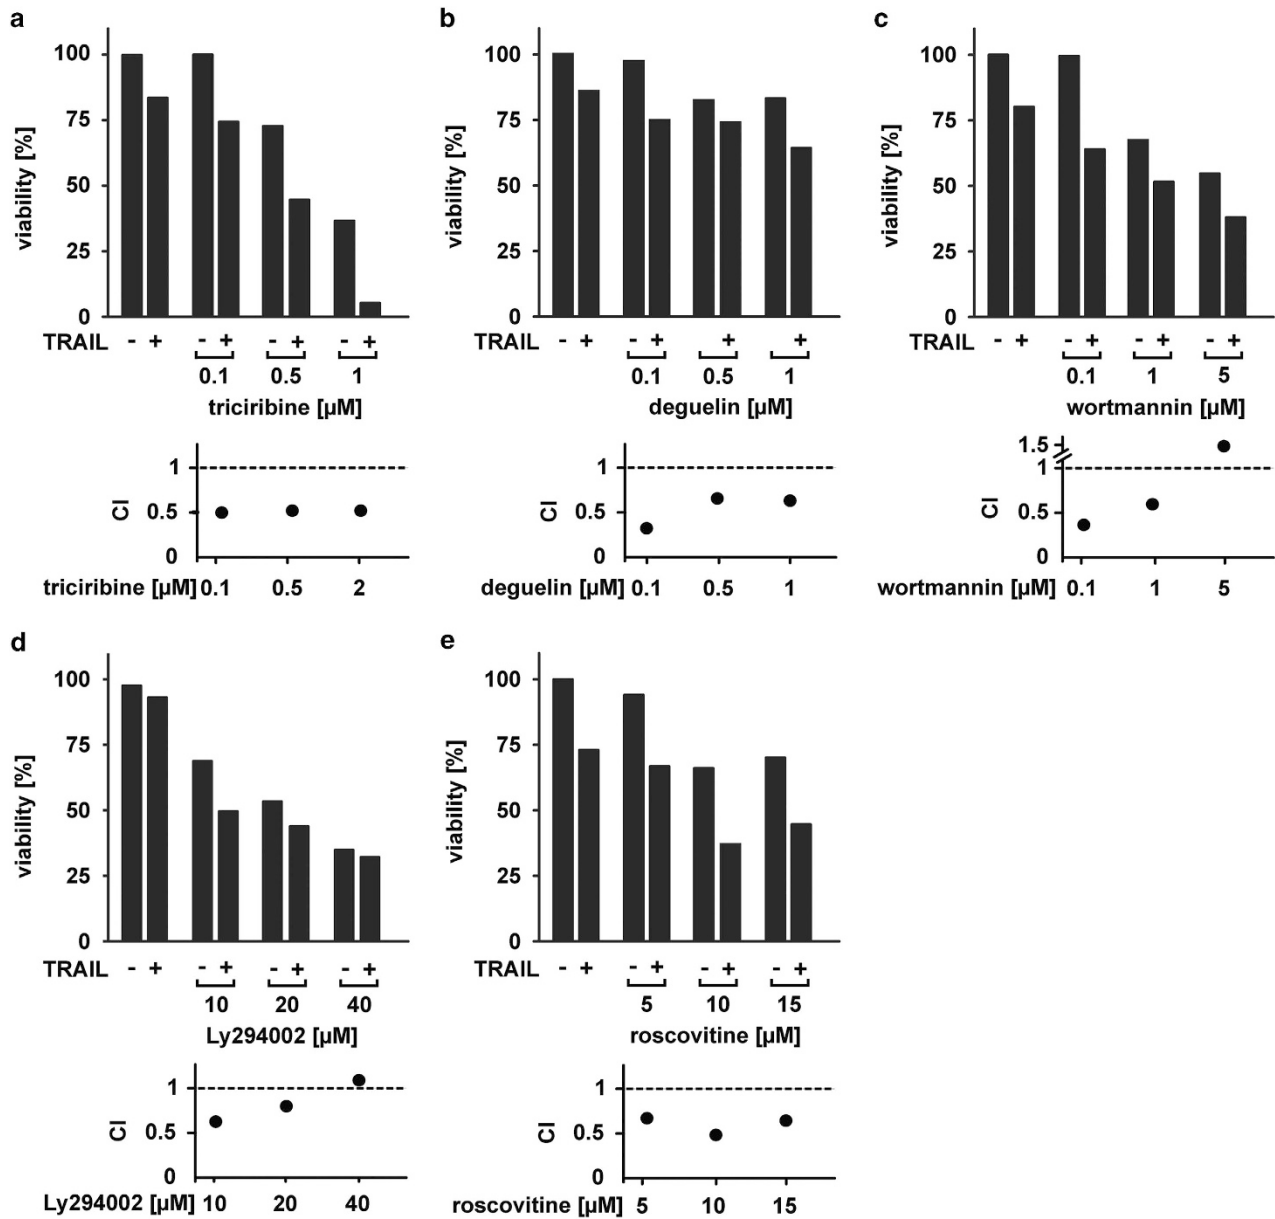 a
100
75
50
25
0
viability [%]
TRAIL - + - + - + - +
0.1 0.5 1
triciribine [µM]
1
0.5
0
CI
triciribine [µM] 0.1 0.5 2
b
100
75
50
25
0
viability [%]
TRAIL - + - + + +
0.1 0.5 1
deguelin [µM]
1
0.5
0
CI
deguelin [µM] 0.1 0.5 1
c
100
75
50
25
0
viability [%]
TRAIL - + - + - + - +
0.1 1 5
wortmannin [µM]
1.5
1
0.5
0
CI
wortmannin [µM] 0.1 1 5
d
100
75
50
25
0
viability [%]
TRAIL - + - + - + - +
10 20 40
Ly294002 [µM]
1
0.5
0
CI
Ly294002 [µM] 10 20 40
e
100
75
50
25
0
viability [%]
TRAIL - + - + - + - +
5 10 15
roscovitine [µM]
1
0.5
0
CI
roscovitine [µM] 5 10 15